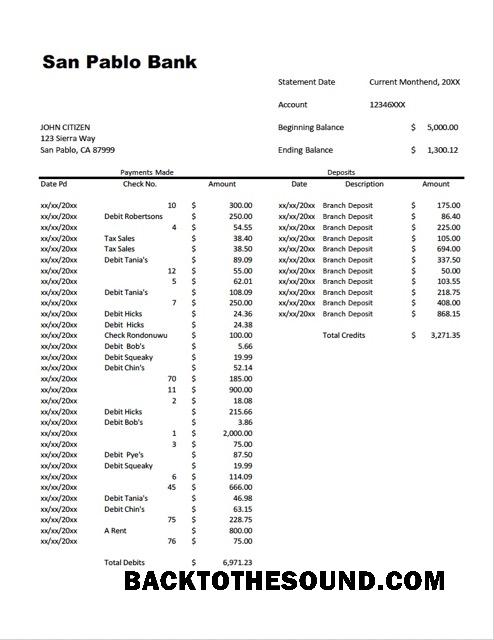 San Pablo Bank
Statement Date Current Monthend, 20XX
Account 12346XXX
JOHN CITIZEN Beginning Balance $ 5,000.00
123 Sierra Way
San Pablo, CA 87999 Ending Balance $ 1,300.12
Payments Made Deposits
Date Pd Check No. Amount Date Description Amount
xx/xx/20xx 10 $ 300.00 xx/xx/20xx Branch Deposit $ 175.00
xx/xx/20xx Debit Robertsons $ 250.00 xx/xx/20xx Branch Deposit $ 86.40
xx/xx/20xx 4 $ 54.55 xx/xx/20xx Branch Deposit $ 225.00
xx/xx/20xx Tax Sales $ 38.40 xx/xx/20xx Branch Deposit $ 105.00
xx/xx/20xx Tax Sales $ 38.50 xx/xx/20xx Branch Deposit $ 694.00
xx/xx/20xx Debit Tania's $ 89.09 xx/xx/20xx Branch Deposit $ 337.50
xx/xx/20xx 12 $ 55.00 xx/xx/20xx Branch Deposit $ 50.00
xx/xx/20xx 5 $ 62.01 xx/xx/20xx Branch Deposit $ 103.55
xx/xx/20xx Debit Tania's $ 108.09 xx/xx/20xx Branch Deposit $ 218.75
xx/xx/20xx 7 $ 250.00 xx/xx/20xx Branch Deposit $ 408.00
xx/xx/20xx Debit Hicks $ 24.36 xx/xx/20xx Branch Deposit $ 868.15
xx/xx/20xx Debit Hicks $ 24.38
xx/xx/20xx Check Rondonuwu $ 100.00 Total Credits $ 3,271.35
xx/xx/20xx Debit Bob's $ 5.66
xx/xx/20xx Debit Squeaky $ 19.99
xx/xx/20xx Debit Chin's $ 52.14
xx/xx/20xx 70 $ 185.00
xx/xx/20xx 11 $ 900.00
xx/xx/20xx 2 $ 18.08
xx/xx/20xx Debit Hicks $ 215.66
xx/xx/20xx Debit Bob's $ 3.86
xx/xx/20xx 1 $ 2,000.00
xx/xx/20xx 3 $ 75.00
xx/xx/20xx Debit Pye's $ 87.50
xx/xx/20xx Debit Squeaky $ 19.99
xx/xx/20xx 6 $ 114.09
xx/xx/20xx 45 $ 666.00
xx/xx/20xx Debit Tania's $ 46.98
xx/xx/20xx Debit Chin's $ 63.15
xx/xx/20xx 75 $ 228.75
xx/xx/20xx A Rent $ 800.00
xx/xx/20xx 76 $ 75.00
Total Debits $ 6,971.23
BACKTOTHESOUND.COM